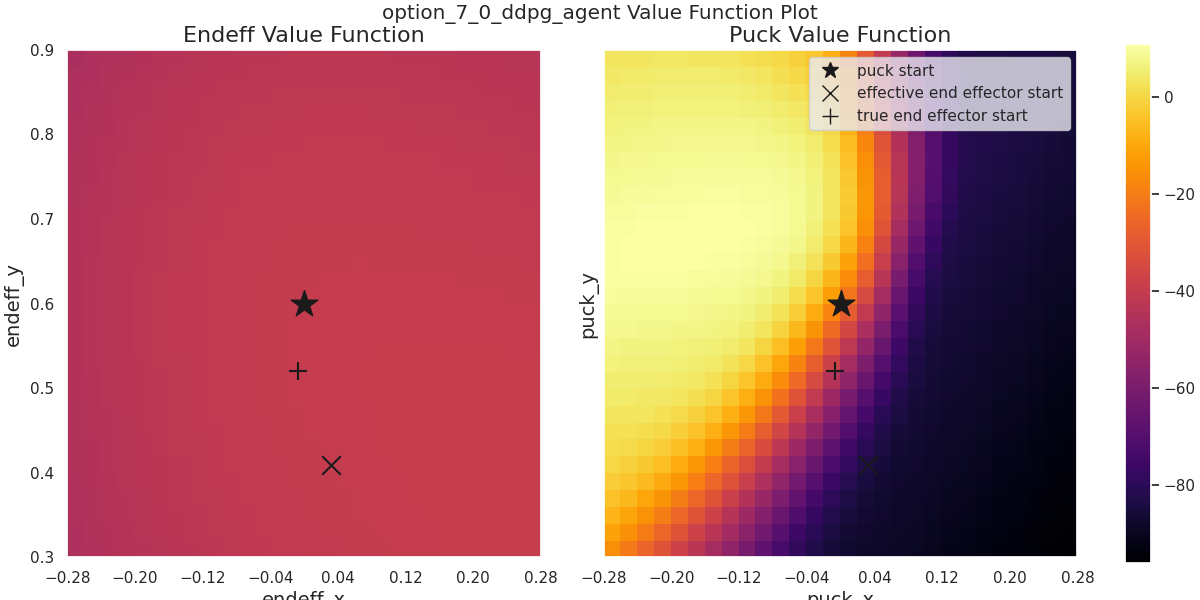 option_7_0_ddpg_agent Value Function Plot
Endeff Value Function
Puck Value Function
endeff_y
0.9
0.8
0.7
0.6
0.5
0.4
0.3
−0.28
−0.20
−0.12
−0.04
0.04
0.12
0.20
0.28
endeff_x
puck_y
puck start
effective end effector start
true end effector start
−0.28
−0.20
−0.12
−0.04
0.04
0.12
0.20
0.28
puck_x
0
−20
−40
−60
−80